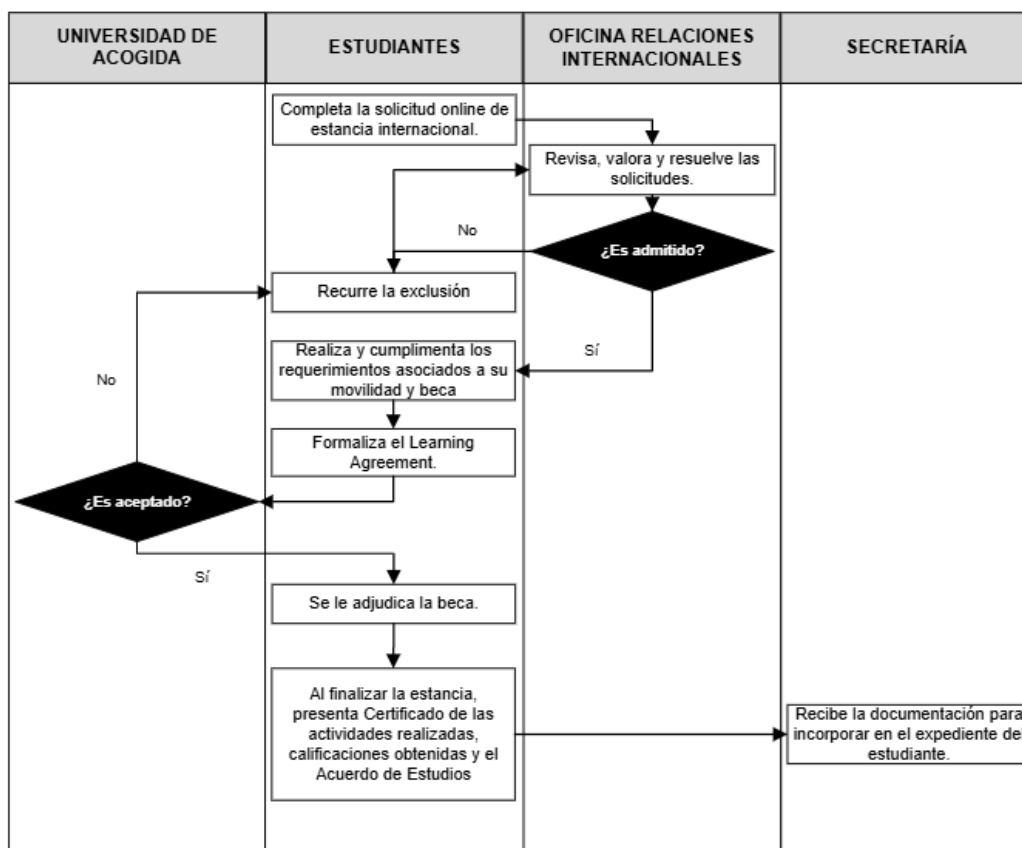 UNIVERSIDAD DE
ACOGIDA
ESTUDIANTES
OFICINA RELACIONES
INTERNACIONALES
SECRETARÍA
Completa la solicitud online de
estancia internacional.
Revisa, valora y resuelve las
solicitudes.
¿Es admitido?
No
Recurre la exclusión
Sí
Realiza y cumplimenta los
requerimientos asociados a su
movilidad y beca
No
Formaliza el Learning
Agreement.
¿Es aceptado?
Sí
Se le adjudica la beca.
Al finalizar la estancia,
presenta Certificado de las
actividades realizadas,
calificaciones obtenidas y el
Acuerdo de Estudios
Recibe la documentación para
incorporar en el expediente del
estudiante.